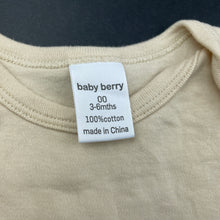 baby berry
00
3-6mths
100%cotton
made in China